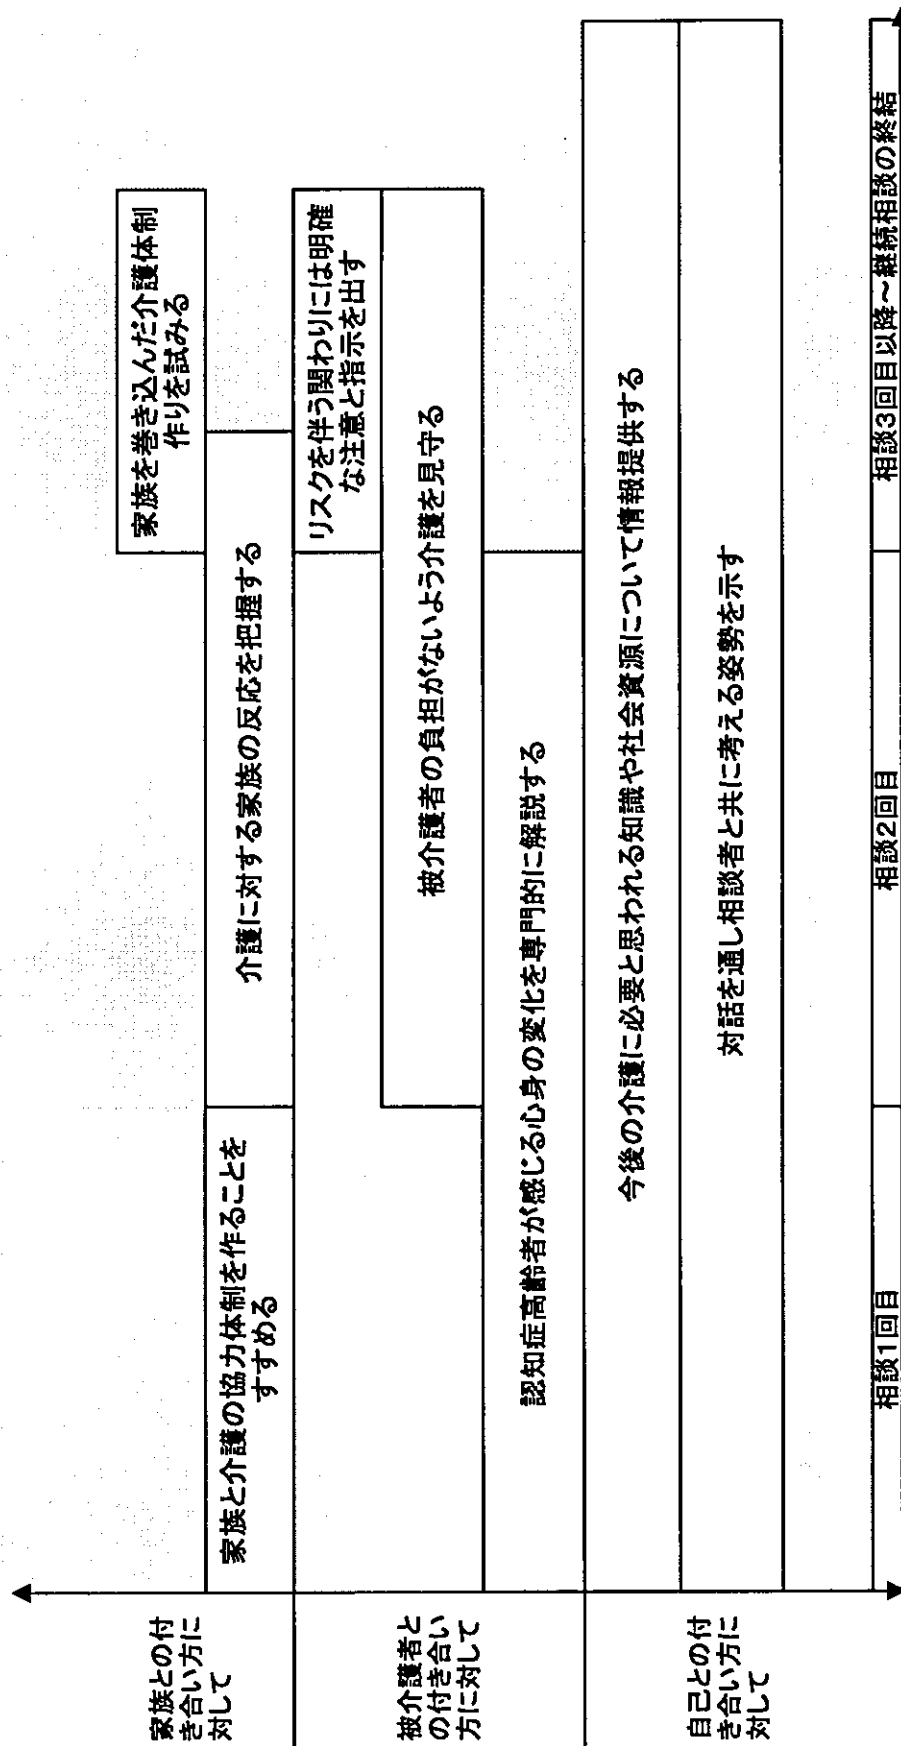 家族との付
き合い方に
対して
家族を巻き込んだ介護体制
作りを試みる
家族と介護の協力体制を作ることを
すすめる
介護に対する家族の反応を把握する
被介護者と
の付き合い
方に対して
リスクを伴う関わりには明確
な注意と指示を出す
被介護者の負担がないよう介護を見守る
認知症高齢者が感じる心身の変化を専門的に解説する
自己との付
き合い方に
対して
今後の介護に必要と思われる知識や社会資源について情報提供する
対話を通し相談者と共に考える姿勢を示す
相談1回目
相談2回目
相談3回目以降～継続相談の終結